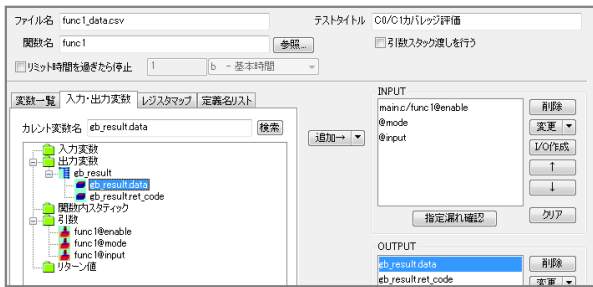 ファイル名 func1_data.csv テストタイトル C0/C1カバレッジ評価
関数名 func1 参照... 引数スタック渡しを行う
リミット時間を過ぎたら停止 1 b －基本時間
変数一覧 入力・出力変数 レジスタマップ 定義名リスト
カレント変数名 gb_result.data 検索
入力変数
出力変数
gb_result
gb_result.data
gb_result.ret_code
関数内スタティック
引数
func1@enable
func1@mode
func1@input
リターン値
追加→
INPUT
main.c/func1@enable
@mode
@input
削除
変更
I/O作成
↑
↓
クリア
指定漏れ確認
OUTPUT
gb_result.data
gb_result.ret_code
削除
変更